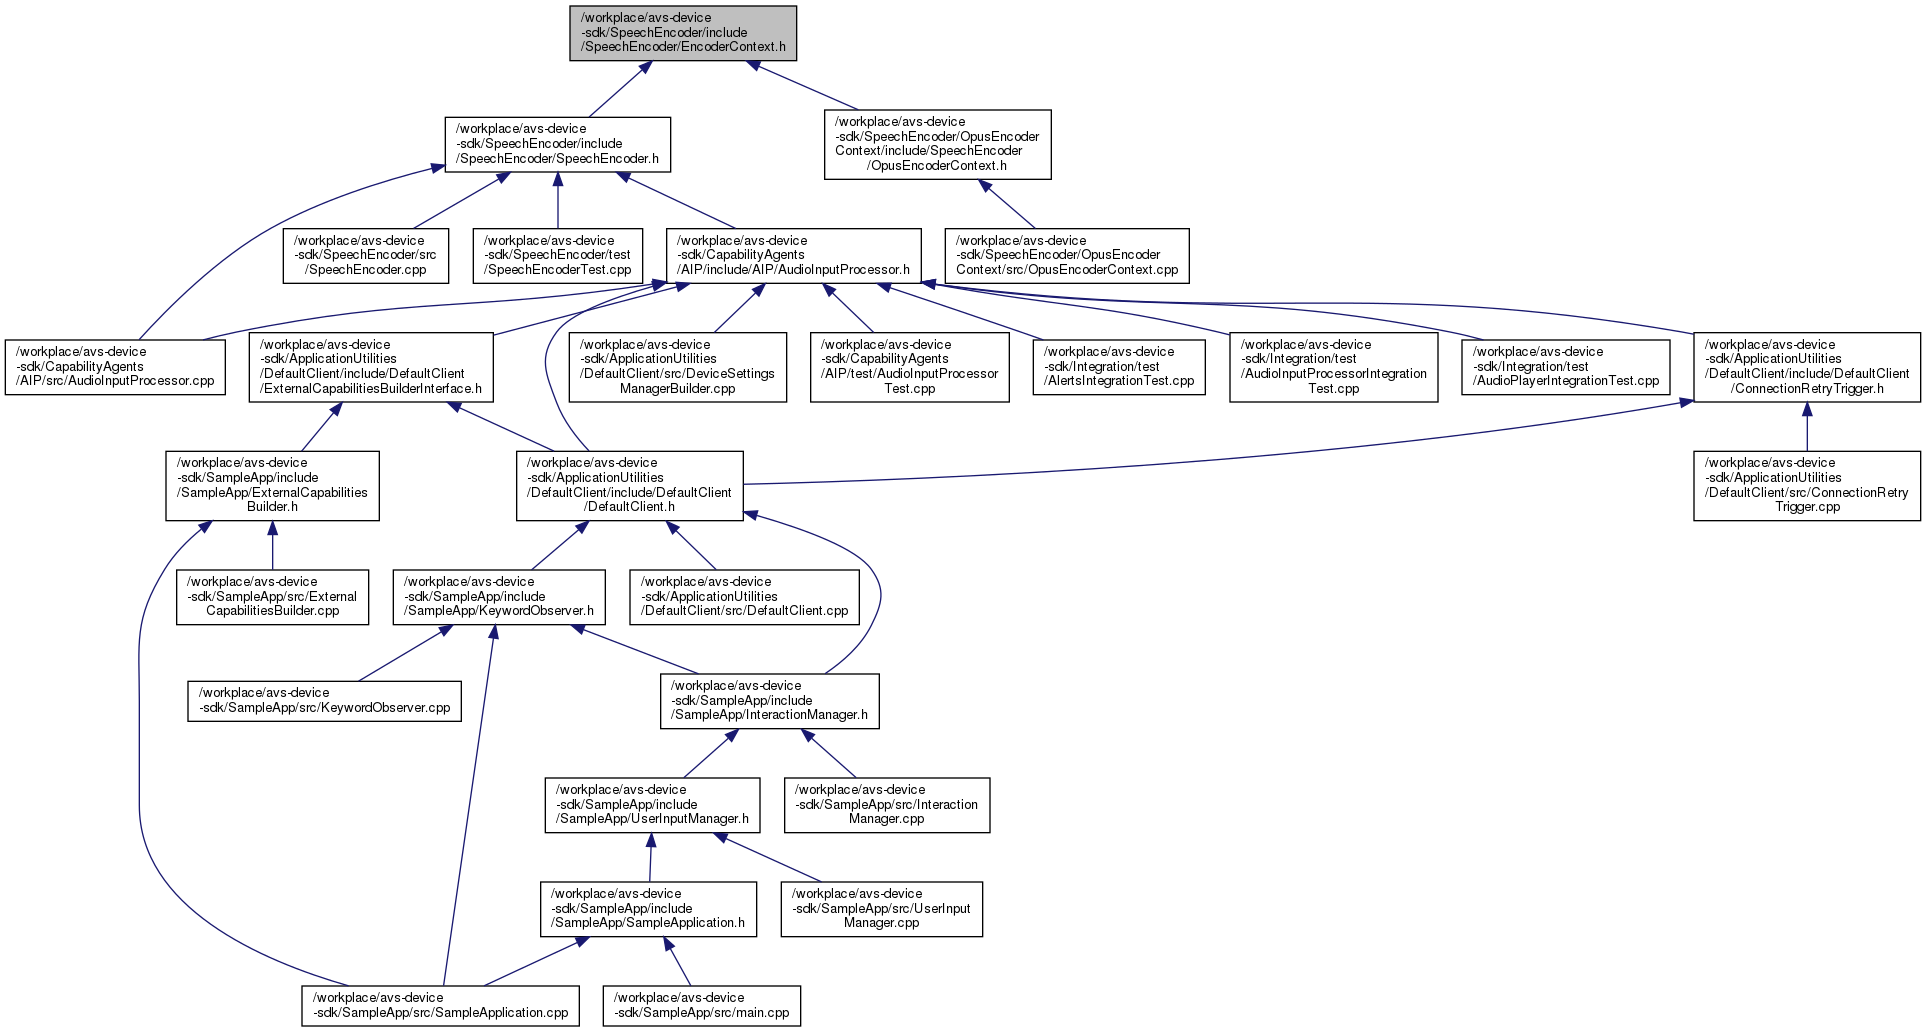 /workplace/avs-device
-sdk/SpeechEncoder/include
/SpeechEncoder/EncoderContext.h
/workplace/avs-device
-sdk/SpeechEncoder/include
/SpeechEncoder/SpeechEncoder.h
/workplace/avs-device
-sdk/SpeechEncoder/OpusEncoder
Context/include/SpeechEncoder
/OpusEncoderContext.h
/workplace/avs-device
-sdk/SpeechEncoder/src
/SpeechEncoder.cpp
/workplace/avs-device
-sdk/SpeechEncoder/test
/SpeechEncoderTest.cpp
/workplace/avs-device
-sdk/CapabilityAgents
/AIP/include/AIP/AudioInputProcessor.h
/workplace/avs-device
-sdk/SpeechEncoder/OpusEncoder
Context/src/OpusEncoderContext.cpp
/workplace/avs-device
-sdk/CapabilityAgents
/AIP/src/AudioInputProcessor.cpp
/workplace/avs-device
-sdk/ApplicationUtilities
/DefaultClient/include/DefaultClient
/ExternalCapabilitiesBuilderInterface.h
/workplace/avs-device
-sdk/ApplicationUtilities
/DefaultClient/src/DeviceSettings
ManagerBuilder.cpp
/workplace/avs-device
-sdk/CapabilityAgents
/AIP/test/AudioInputProcessor
Test.cpp
/workplace/avs-device
-sdk/Integration/test
/AlertsIntegrationTest.cpp
/workplace/avs-device
-sdk/Integration/test
/AudioInputProcessorIntegration
Test.cpp
/workplace/avs-device
-sdk/Integration/test
/AudioPlayerIntegrationTest.cpp
/workplace/avs-device
-sdk/ApplicationUtilities
/DefaultClient/include/DefaultClient
/ConnectionRetryTrigger.h
/workplace/avs-device
-sdk/SampleApp/include
/SampleApp/ExternalCapabilities
Builder.h
/workplace/avs-device
-sdk/ApplicationUtilities
/DefaultClient/include/DefaultClient
/DefaultClient.h
/workplace/avs-device
-sdk/ApplicationUtilities
/DefaultClient/src/ConnectionRetry
Trigger.cpp
/workplace/avs-device
-sdk/SampleApp/src/External
CapabilitiesBuilder.cpp
/workplace/avs-device
-sdk/SampleApp/include
/SampleApp/KeywordObserver.h
/workplace/avs-device
-sdk/ApplicationUtilities
/DefaultClient/src/DefaultClient.cpp
/workplace/avs-device
-sdk/SampleApp/src/KeywordObserver.cpp
/workplace/avs-device
-sdk/SampleApp/include
/SampleApp/InteractionManager.h
/workplace/avs-device
-sdk/SampleApp/include
/SampleApp/UserInputManager.h
/workplace/avs-device
-sdk/SampleApp/src/Interaction
Manager.cpp
/workplace/avs-device
-sdk/SampleApp/include
/SampleApp/SampleApplication.h
/workplace/avs-device
-sdk/SampleApp/src/UserInput
Manager.cpp
/workplace/avs-device
-sdk/SampleApp/src/SampleApplication.cpp
/workplace/avs-device
-sdk/SampleApp/src/main.cpp